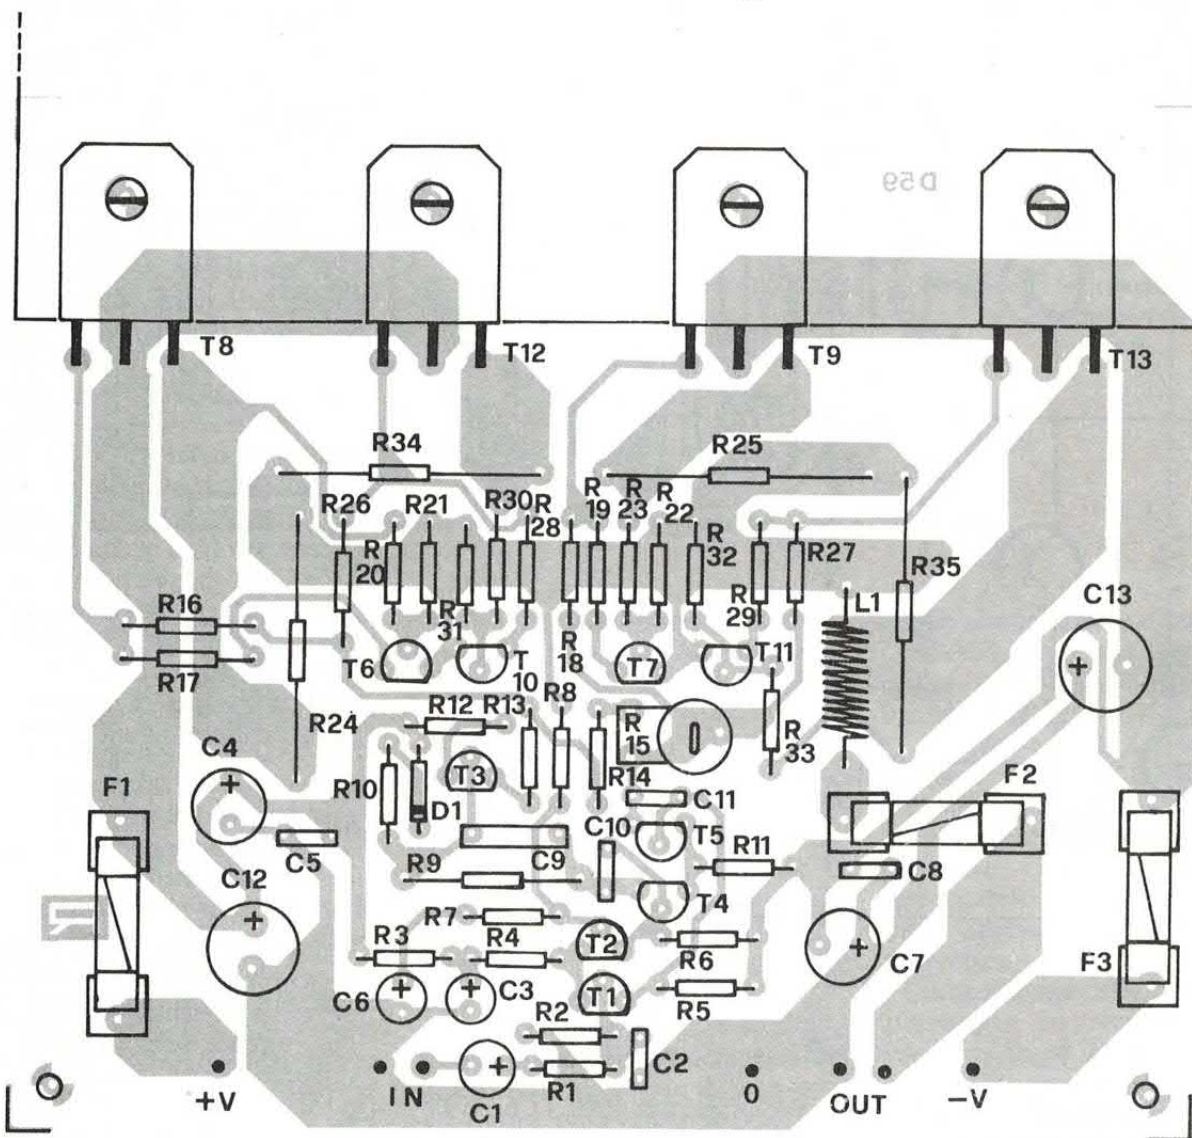 D59
T8
T12
T9
T13
R34
R25
R26
R21
R30
R
28
R
19
R
23
R
22
R
20
R
31
R
32
R
29
R27
R35
L1
C13
R16
R17
T6
T
10
R
18
T7
T11
R24
R12
R13
R8
R
15
R
33
C4
T3
R14
F1
R10
D1
C11
F2
C5
C9
C10
T5
R11
R9
C8
C12
T4
R7
R3
R4
T2
R6
C7
F3
C6
C3
T1
R5
R2
C2
+V
IN
C1
R1
0
OUT
-V